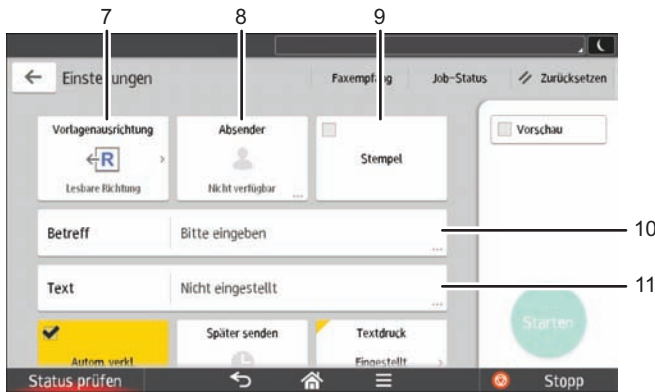 7 8 9
Einstellungen Faxempfang Job-Status Zurücksetzen
Vorlagenausrichtung Absender Stempel Vorschau
R
Lesbare Richtung Nicht verfügbar
Betreff Bitte eingeben 10
Text Nicht eingestellt 11
Später senden Textdruck Starten
Autom. verkl. Eingestellt
Status prüfen Stopp